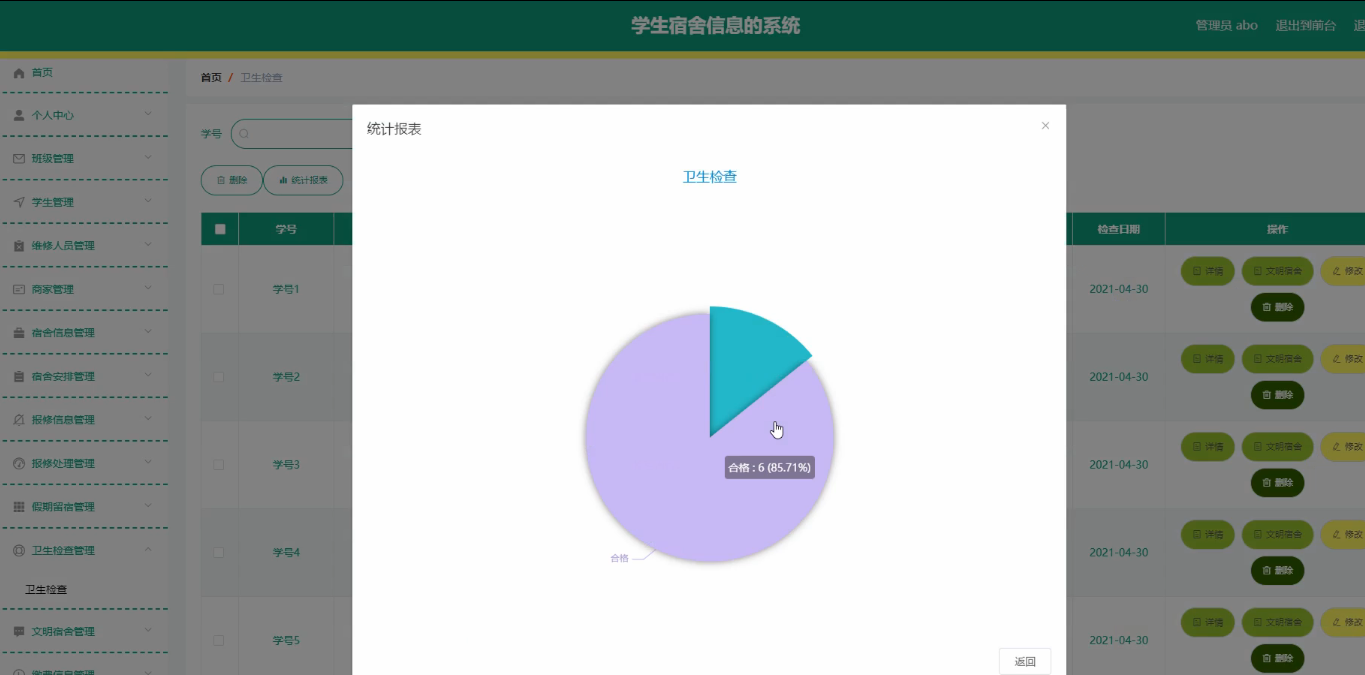 学生宿舍信息的系统
管理员 abo 退出到前台 退
首页
个人中心
班级管理
学生管理
维修人员管理
商家管理
宿舍信息管理
宿舍安排管理
报修信息管理
报修处理管理
假期留宿管理
卫生检查管理
卫生检查
文明宿舍管理
缴费信息管理
首页 / 卫生检查
学号
删除 统计报表
学号 检查日期 操作
学号1 2021-04-30 详情 文明宿舍 修改
删除
学号2 2021-04-30 详情 文明宿舍 修改
删除
学号3 2021-04-30 详情 文明宿舍 修改
删除
学号4 2021-04-30 详情 文明宿舍 修改
删除
学号5 2021-04-30 详情 文明宿舍 修改
删除
统计报表
卫生检查
合格 : 6 (85.71%)
合格
返回